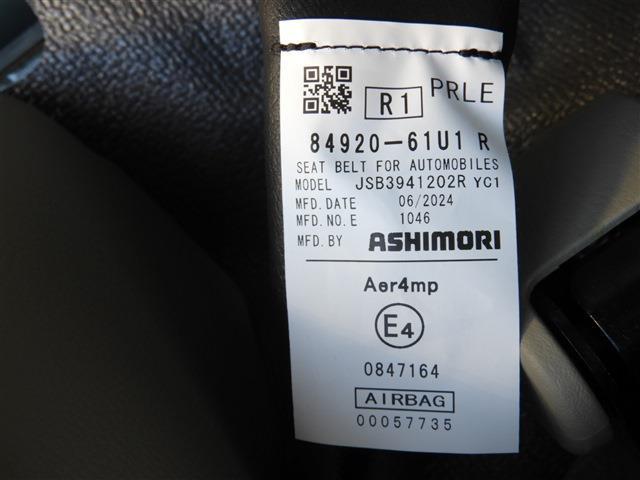 R1 PRLE
84920-61U1 R
SEAT BELT FOR AUTOMOBILES
MODEL JSB3941202R YC1
MFD.DATE 06/2024
MFD.NO.E 1046
MFD.BY ASHIMORI
Aer4mp
E4
0847164
AIRBAG
00057735